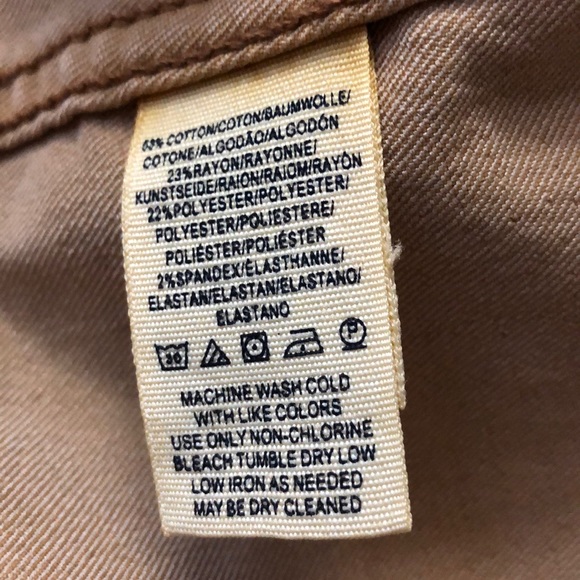 53% COTTON/COTON/BAUMWOLLE/
COTONE/ALGODÃO/ALGODÓN
23%RAYON/RAYONNE/
KUNSTSEIDE/RAION/RAIOM/RAYÓN
22%POLYESTER/POLYESTER/
POLYESTER/POLIESTERE/
POLIÉSTER/POLIÉSTER
2%SPANDEX/ÉLASTHANNE/
ELASTAN/ELASTAN/ELASTANO/
ELASTANO
30 P
MACHINE WASH COLD
WITH LIKE COLORS
USE ONLY NON-CHLORINE
BLEACH TUMBLE DRY LOW
LOW IRON AS NEEDED
MAY BE DRY CLEANED